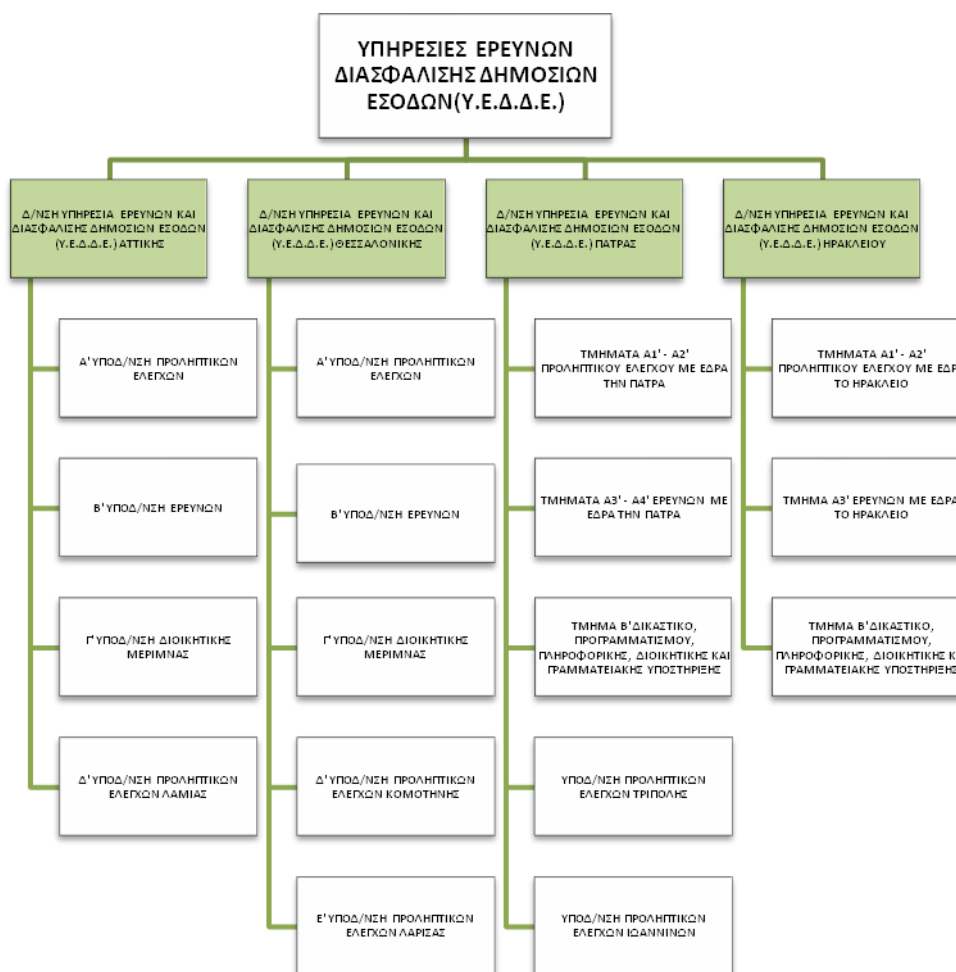 ΥΠΗΡΕΣΙΕΣ ΕΡΕΥΝΩΝ
ΔΙΑΣΦΑΛΙΣΗΣ ΔΗΜΟΣΙΩΝ
ΕΣΟΔΩΝ(Υ.Ε.Δ.Δ.Ε.)
Δ/ΝΣΗ ΥΠΗΡΕΣΙΑ ΕΡΕΥΝΩΝ ΚΑΙ
ΔΙΑΣΦΑΛΙΣΗΣ ΔΗΜΟΣΙΩΝ ΕΣΟΔΩΝ
(Υ.Ε.Δ.Δ.Ε.) ΑΤΤΙΚΗΣ
Α' ΥΠΟΔ/ΝΣΗ ΠΡΟΛΗΠΤΙΚΩΝ
ΕΛΕΓΧΩΝ
Β' ΥΠΟΔ/ΝΣΗ ΕΡΕΥΝΩΝ
Γ' ΥΠΟΔ/ΝΣΗ ΔΙΟΙΚΗΤΙΚΗΣ
ΜΕΡΙΜΝΑΣ
Δ' ΥΠΟΔ/ΝΣΗ ΠΡΟΛΗΠΤΙΚΩΝ
ΕΛΕΓΧΩΝ ΛΑΜΙΑΣ
Δ/ΝΣΗ ΥΠΗΡΕΣΙΑ ΕΡΕΥΝΩΝ ΚΑΙ
ΔΙΑΣΦΑΛΙΣΗΣ ΔΗΜΟΣΙΩΝ ΕΣΟΔΩΝ
(Υ.Ε.Δ.Δ.Ε.) ΘΕΣΣΑΛΟΝΙΚΗΣ
Α' ΥΠΟΔ/ΝΣΗ ΠΡΟΛΗΠΤΙΚΩΝ
ΕΛΕΓΧΩΝ
Β' ΥΠΟΔ/ΝΣΗ ΕΡΕΥΝΩΝ
Γ' ΥΠΟΔ/ΝΣΗ ΔΙΟΙΚΗΤΙΚΗΣ
ΜΕΡΙΜΝΑΣ
Δ' ΥΠΟΔ/ΝΣΗ ΠΡΟΛΗΠΤΙΚΩΝ
ΕΛΕΓΧΩΝ ΚΟΜΟΤΗΝΗΣ
Ε' ΥΠΟΔ/ΝΣΗ ΠΡΟΛΗΠΤΙΚΩΝ
ΕΛΕΓΧΩΝ ΛΑΡΙΣΑΣ
Δ/ΝΣΗ ΥΠΗΡΕΣΙΑ ΕΡΕΥΝΩΝ ΚΑΙ
ΔΙΑΣΦΑΛΙΣΗΣ ΔΗΜΟΣΙΩΝ ΕΣΟΔΩΝ
(Υ.Ε.Δ.Δ.Ε.) ΠΑΤΡΑΣ
ΤΜΗΜΑΤΑ Α1' - Α2'
ΠΡΟΛΗΠΤΙΚΟΥ ΕΛΕΓΧΟΥ ΜΕ ΕΔΡΑ
ΤΗΝ ΠΑΤΡΑ
ΤΜΗΜΑΤΑ Α3' - Α4' ΕΡΕΥΝΩΝ ΜΕ
ΕΔΡΑ ΤΗΝ ΠΑΤΡΑ
ΤΜΗΜΑ Β' ΔΙΚΑΣΤΙΚΟ,
ΠΡΟΓΡΑΜΜΑΤΙΣΜΟΥ,
ΠΛΗΡΟΦΟΡΙΚΗΣ, ΔΙΟΙΚΗΤΙΚΗΣ ΚΑΙ
ΓΡΑΜΜΑΤΕΙΑΚΗΣ ΥΠΟΣΤΗΡΙΞΗΣ
ΥΠΟΔ/ΝΣΗ ΠΡΟΛΗΠΤΙΚΩΝ
ΕΛΕΓΧΩΝ ΤΡΙΠΟΛΗΣ
ΥΠΟΔ/ΝΣΗ ΠΡΟΛΗΠΤΙΚΩΝ
ΕΛΕΓΧΩΝ ΙΩΑΝΝΙΝΩΝ
Δ/ΝΣΗ ΥΠΗΡΕΣΙΑ ΕΡΕΥΝΩΝ ΚΑΙ
ΔΙΑΣΦΑΛΙΣΗΣ ΔΗΜΟΣΙΩΝ ΕΣΟΔΩΝ
(Υ.Ε.Δ.Δ.Ε.) ΗΡΑΚΛΕΙΟΥ
ΤΜΗΜΑΤΑ Α1' - Α2'
ΠΡΟΛΗΠΤΙΚΟΥ ΕΛΕΓΧΟΥ ΜΕ ΕΔΡΑ
ΤΟ ΗΡΑΚΛΕΙΟ
ΤΜΗΜΑ Α3' ΕΡΕΥΝΩΝ ΜΕ ΕΔΡΑ
ΤΟ ΗΡΑΚΛΕΙΟ
ΤΜΗΜΑ Β' ΔΙΚΑΣΤΙΚΟ,
ΠΡΟΓΡΑΜΜΑΤΙΣΜΟΥ,
ΠΛΗΡΟΦΟΡΙΚΗΣ, ΔΙΟΙΚΗΤΙΚΗΣ
ΓΡΑΜΜΑΤΕΙΑΚΗΣ ΥΠΟΣΤΗΡΙΞΗΣ